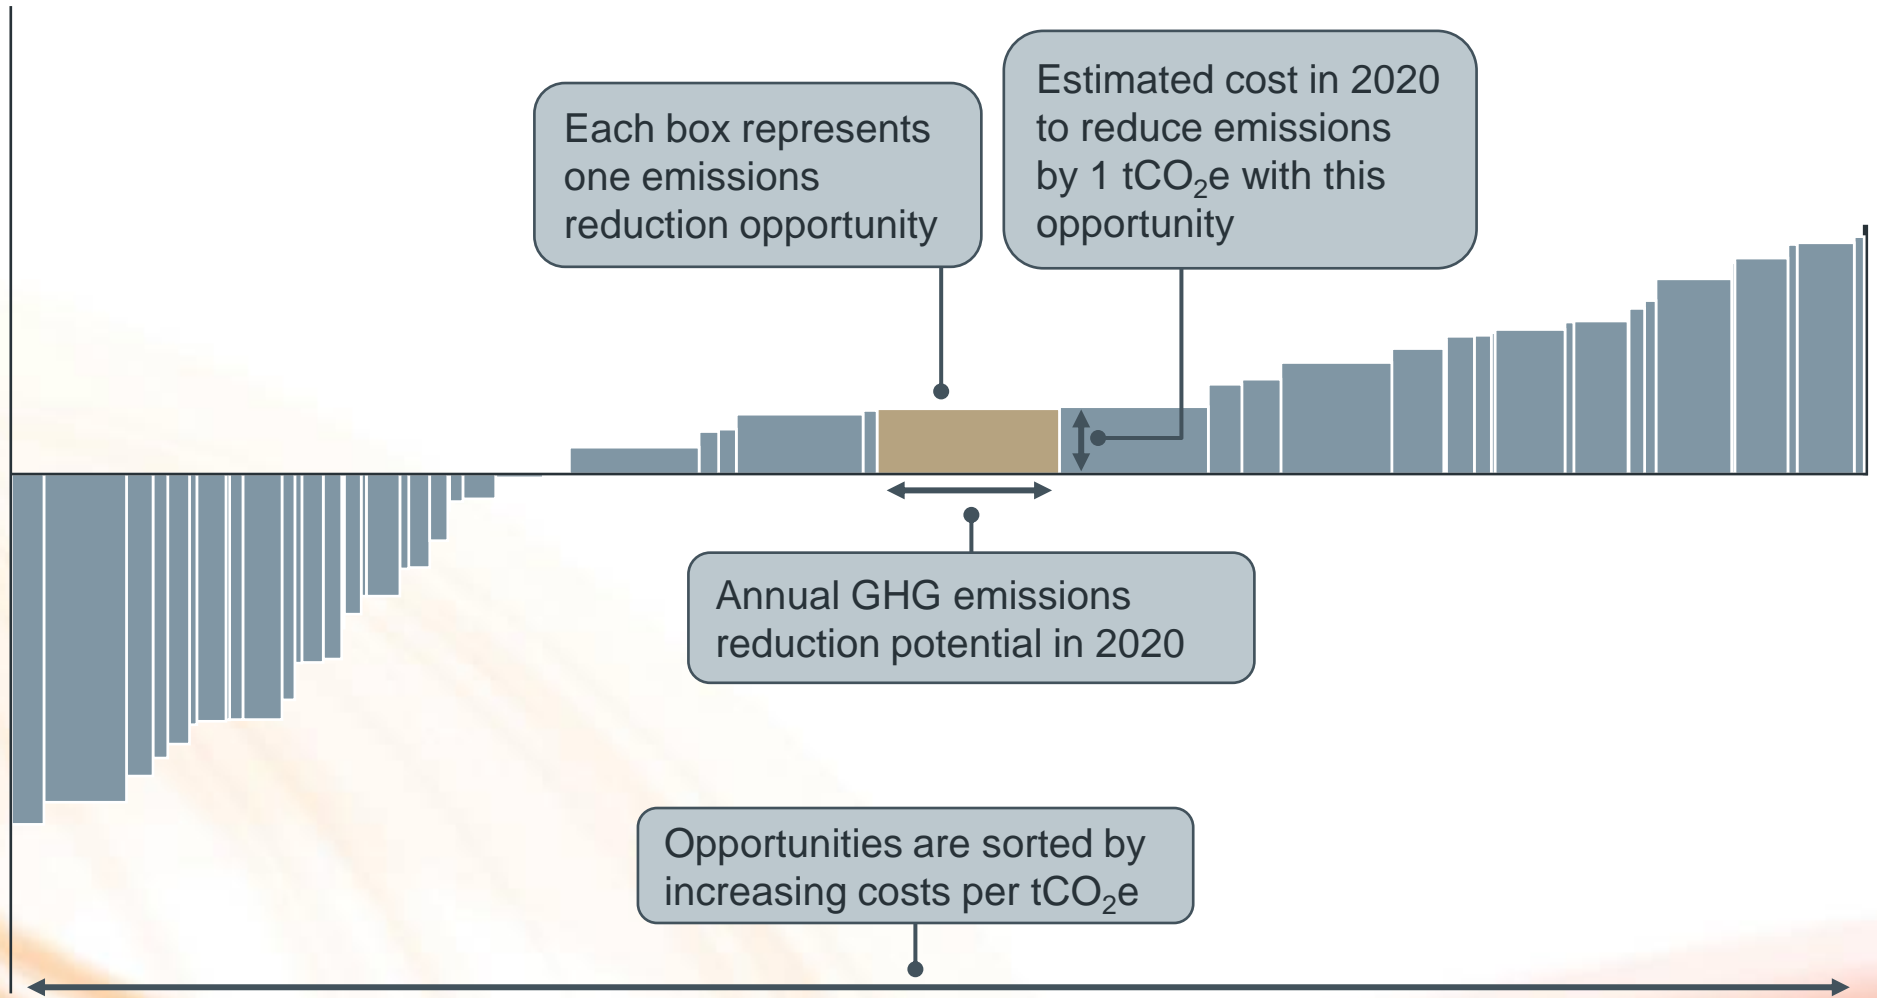 Each box represents
one emissions
reduction opportunity
Estimated cost in 2020
to reduce emissions
by 1 tCO₂e with this
opportunity
Annual GHG emissions
reduction potential in 2020
Opportunities are sorted by
increasing costs per tCO₂e